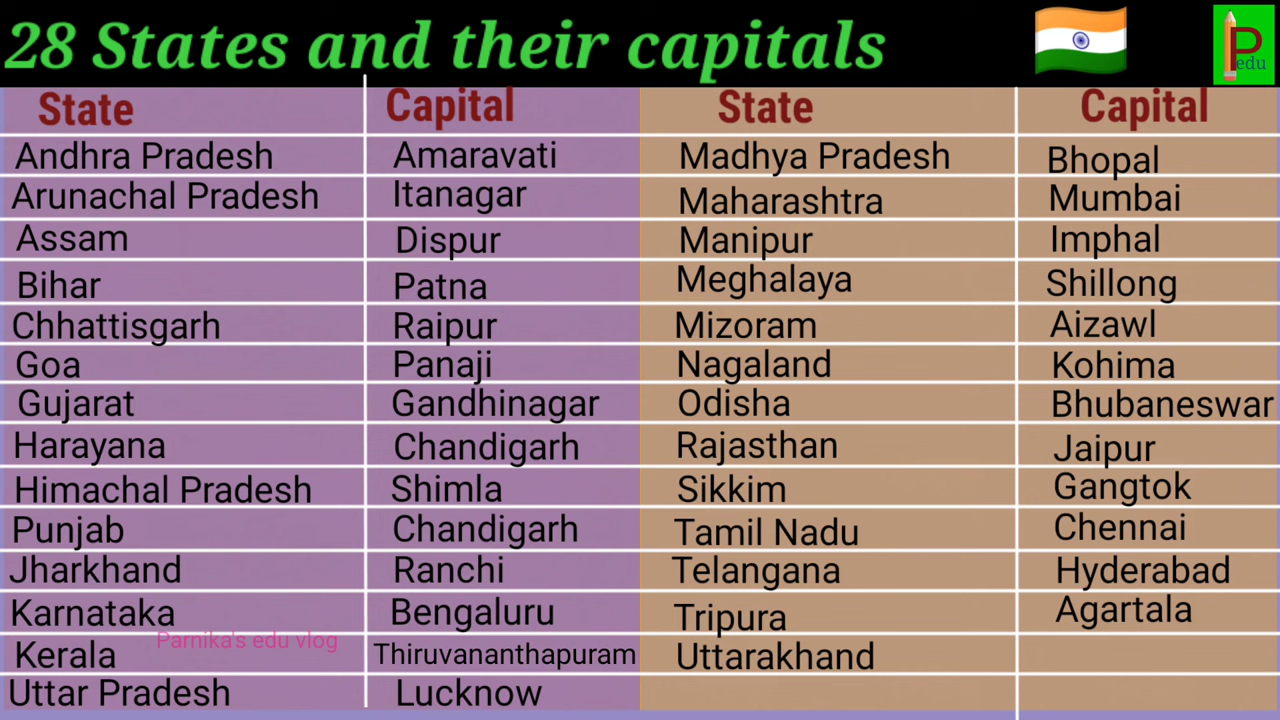 28 States and their capitals
P
edu
State Capital State Capital
Andhra Pradesh Amaravati Madhya Pradesh Bhopal
Arunachal Pradesh Itanagar Maharashtra Mumbai
Assam Dispur Manipur Imphal
Bihar Patna Meghalaya Shillong
Chhattisgarh Raipur Mizoram Aizawl
Goa Panaji Nagaland Kohima
Gujarat Gandhinagar Odisha Bhubaneswar
Harayana Chandigarh Rajasthan Jaipur
Himachal Pradesh Shimla Sikkim Gangtok
Punjab Chandigarh Tamil Nadu Chennai
Jharkhand Ranchi Telangana Hyderabad
Karnataka Bengaluru Tripura Agartala
Parnika's edu vlog
Kerala Thiruvananthapuram Uttarakhand
Uttar Pradesh Lucknow